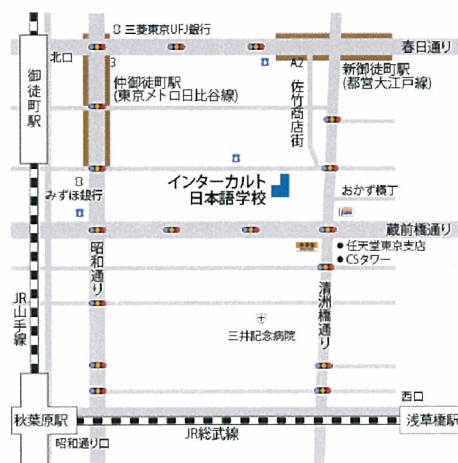 三菱東京UFJ銀行
春日通り
北口
3
A2
御徒町駅
仲御徒町駅
(東京メトロ日比谷線)
新御徒町駅
(都営大江戸線)
佐竹商店街
みずほ銀行
インターカルト
日本語学校
おかず横丁
蔵前橋通り
昭和通り
任天堂東京支店
CSタワー
清洲橋通り
JR山手線
三井記念病院
西口
秋葉原駅
浅草橋駅
JR総武線
昭和通り口